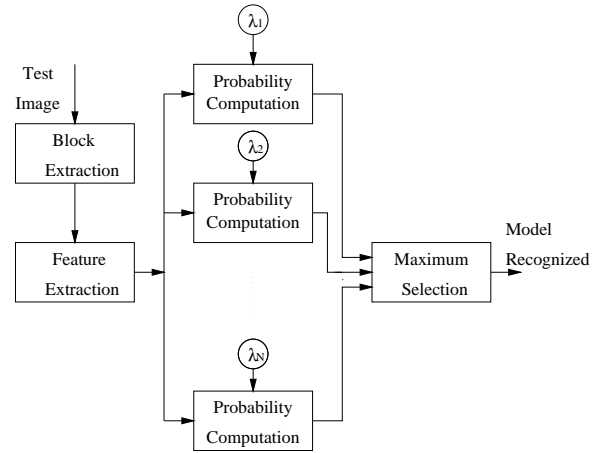 λ1
Test
Image
Probability
Computation
Block
Extraction
λ2
Probability
Computation
Feature
Extraction
Maximum
Selection
Model
Recognized
λN
Probability
Computation